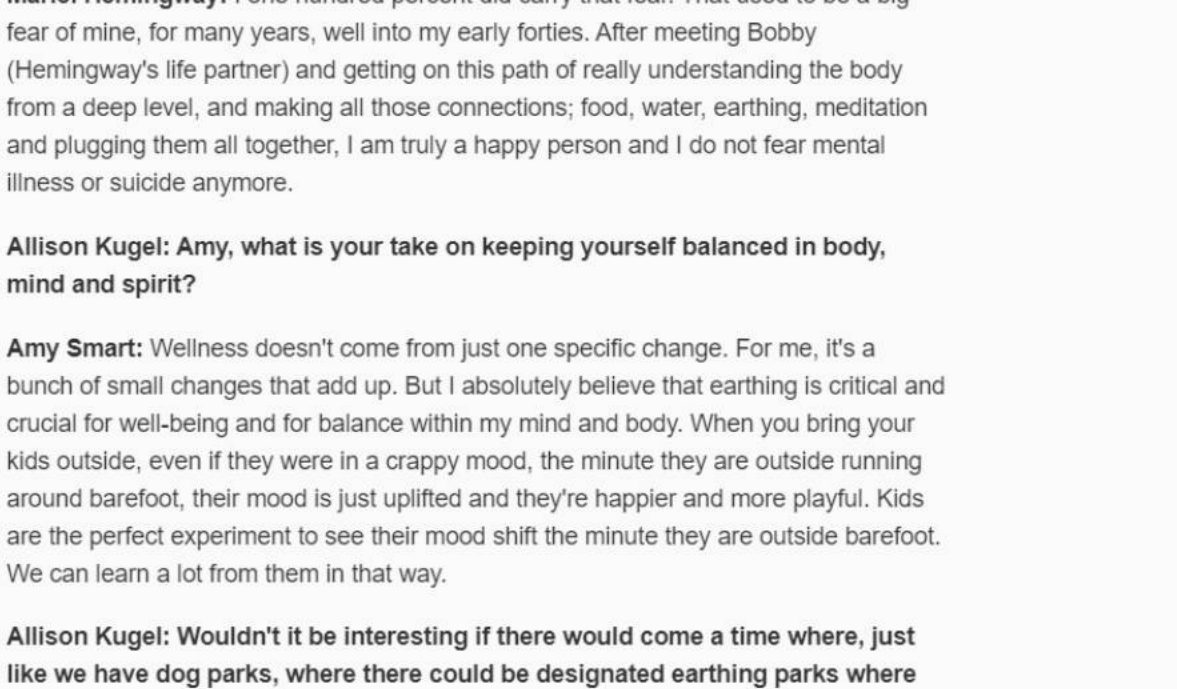 fear of mine, for many years, well into my early forties. After meeting Bobby
(Hemingway's life partner) and getting on this path of really understanding the body
from a deep level, and making all those connections; food, water, earthing, meditation
and plugging them all together, I am truly a happy person and I do not fear mental
illness or suicide anymore.
Allison Kugel: Amy, what is your take on keeping yourself balanced in body,
mind and spirit?
Amy Smart: Wellness doesn't come from just one specific change. For me, it's a
bunch of small changes that add up. But I absolutely believe that earthing is critical and
crucial for well-being and for balance within my mind and body. When you bring your
kids outside, even if they were in a crappy mood, the minute they are outside running
around barefoot, their mood is just uplifted and they're happier and more playful. Kids
are the perfect experiment to see their mood shift the minute they are outside barefoot.
We can learn a lot from them in that way.
Allison Kugel: Wouldn't it be interesting if there would come a time where, just
like we have dog parks, where there could be designated earthing parks where